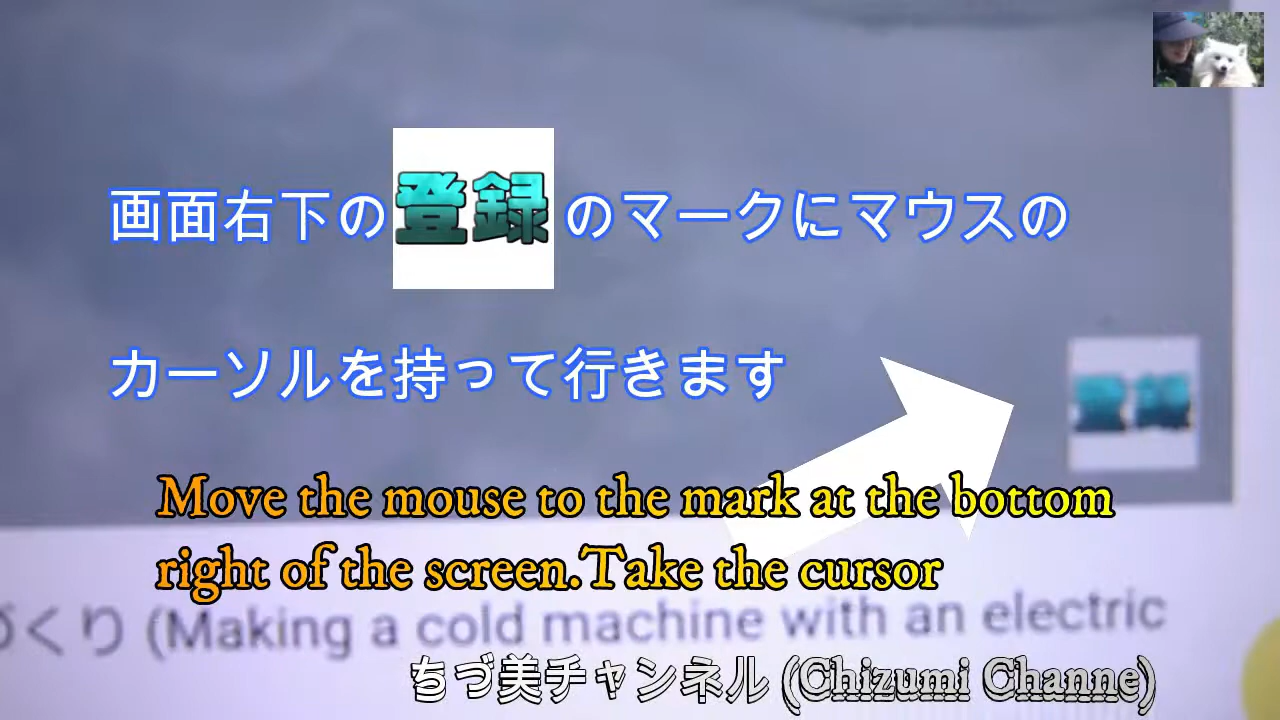 画面右下の登録のマークにマウスの
カーソルを持って行きます
Move the mouse to the mark at the bottom
right of the screen.Take the cursor
づくり (Making a cold machine with an electric
ちづ美チャンネル (Chizumi Channe)